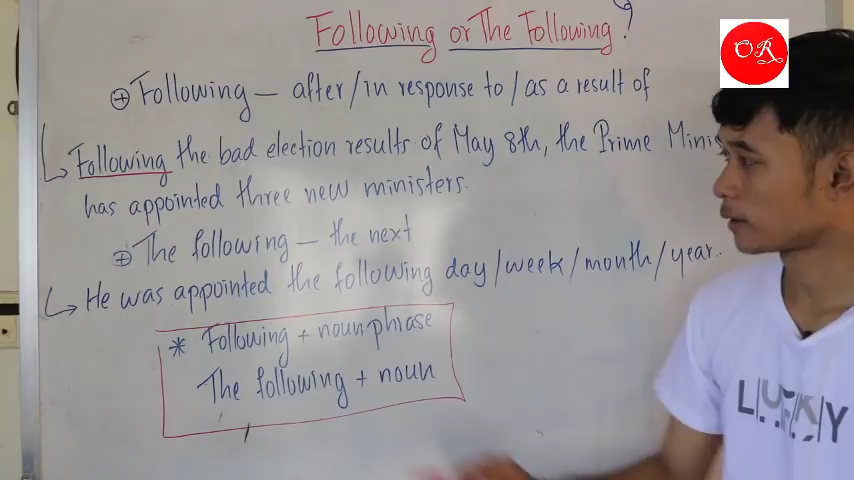 Following or The Following?
OR
⊕ Following — after/in response to/as a result of
Following the bad election results of May 8th, the Prime Minis
has appointed three new ministers.
⊕ The following — the next
He was appointed the following day/week/month/year..
* Following + noun phrase
The following + noun
LUCKY